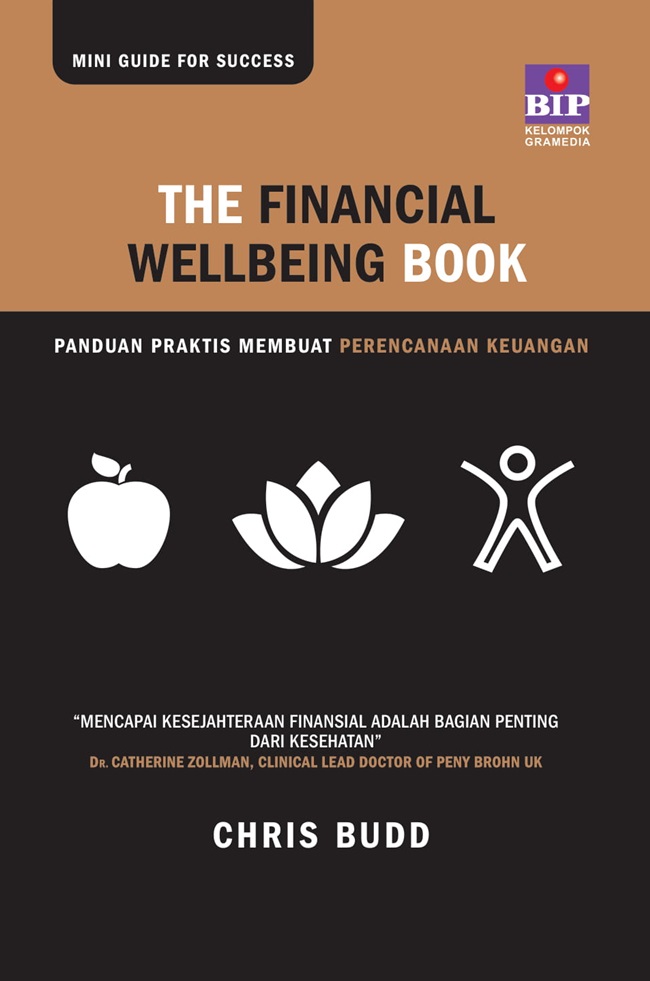 MINI GUIDE FOR SUCCESS
BIP
KELOMPOK
GRAMEDIA
THE FINANCIAL
WELLBEING BOOK
PANDUAN PRAKTIS MEMBUAT PERENCANAAN KEUANGAN
“MENCAPAI KESEJAHTERAAN FINANSIAL ADALAH BAGIAN PENTING
DARI KESEHATAN”
DR. CATHERINE ZOLLMAN, CLINICAL LEAD DOCTOR OF PENY BROHN UK
CHRIS BUDD